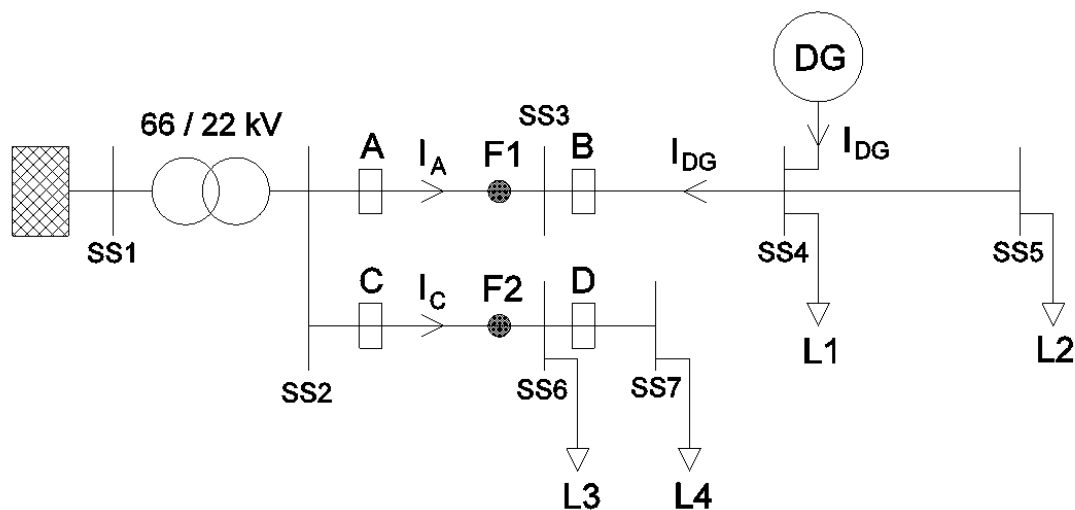 DG
66 / 22 kV
SS3
A
I_A
F1
B
I_DG
I_DG
SS1
SS4
SS5
C
I_C
F2
D
L1
L2
SS2
SS6
SS7
L3
L4